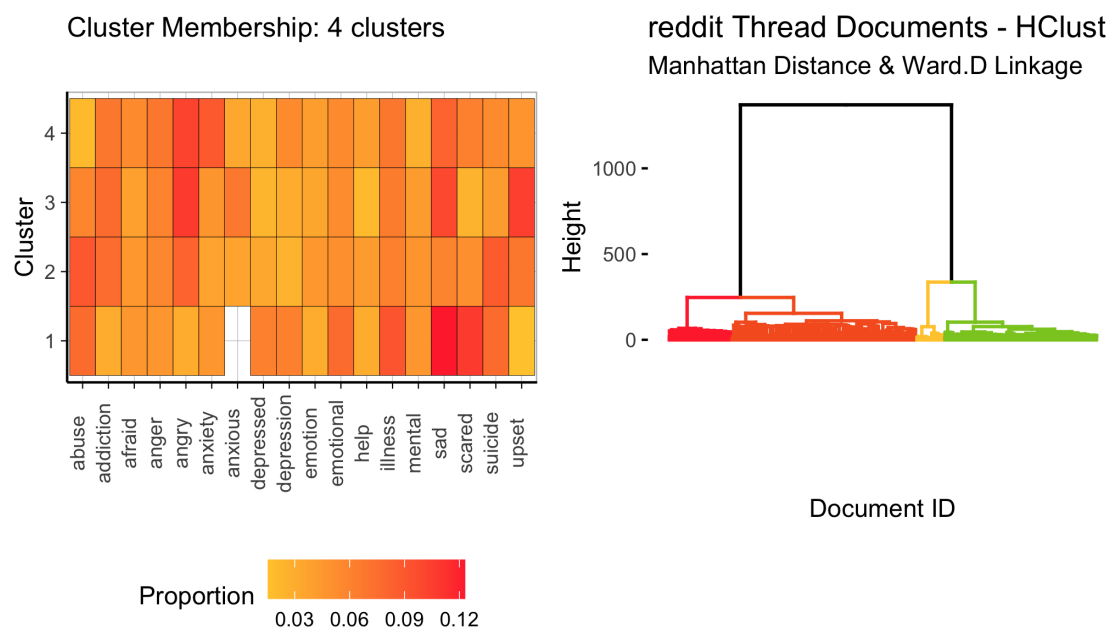 Cluster Membership: 4 clusters
Cluster
4
3
2
1
abuse
addiction
afraid
anger
angry
anxiety
anxious
depressed
depression
emotion
emotional
help
illness
mental
sad
scared
suicide
upset
Proportion
0.03 0.06 0.09 0.12
reddit Thread Documents - HClust
Manhattan Distance & Ward.D Linkage
Height
1000
500
0
Document ID